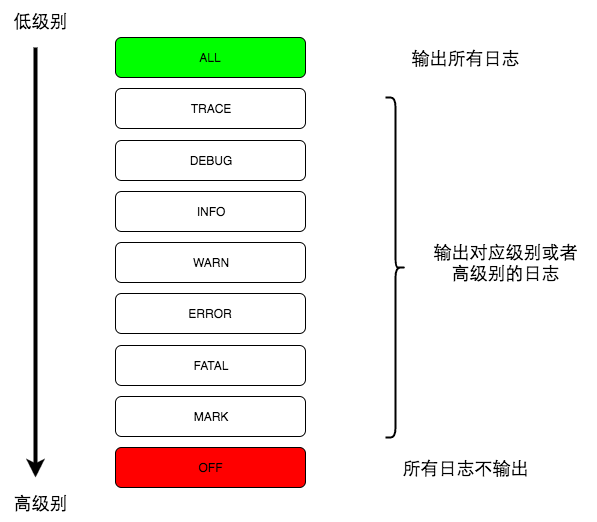 低级别
ALL
输出所有日志
TRACE
DEBUG
INFO
WARN
输出对应级别或者
高级别的日志
ERROR
FATAL
MARK
OFF
所有日志不输出
高级别